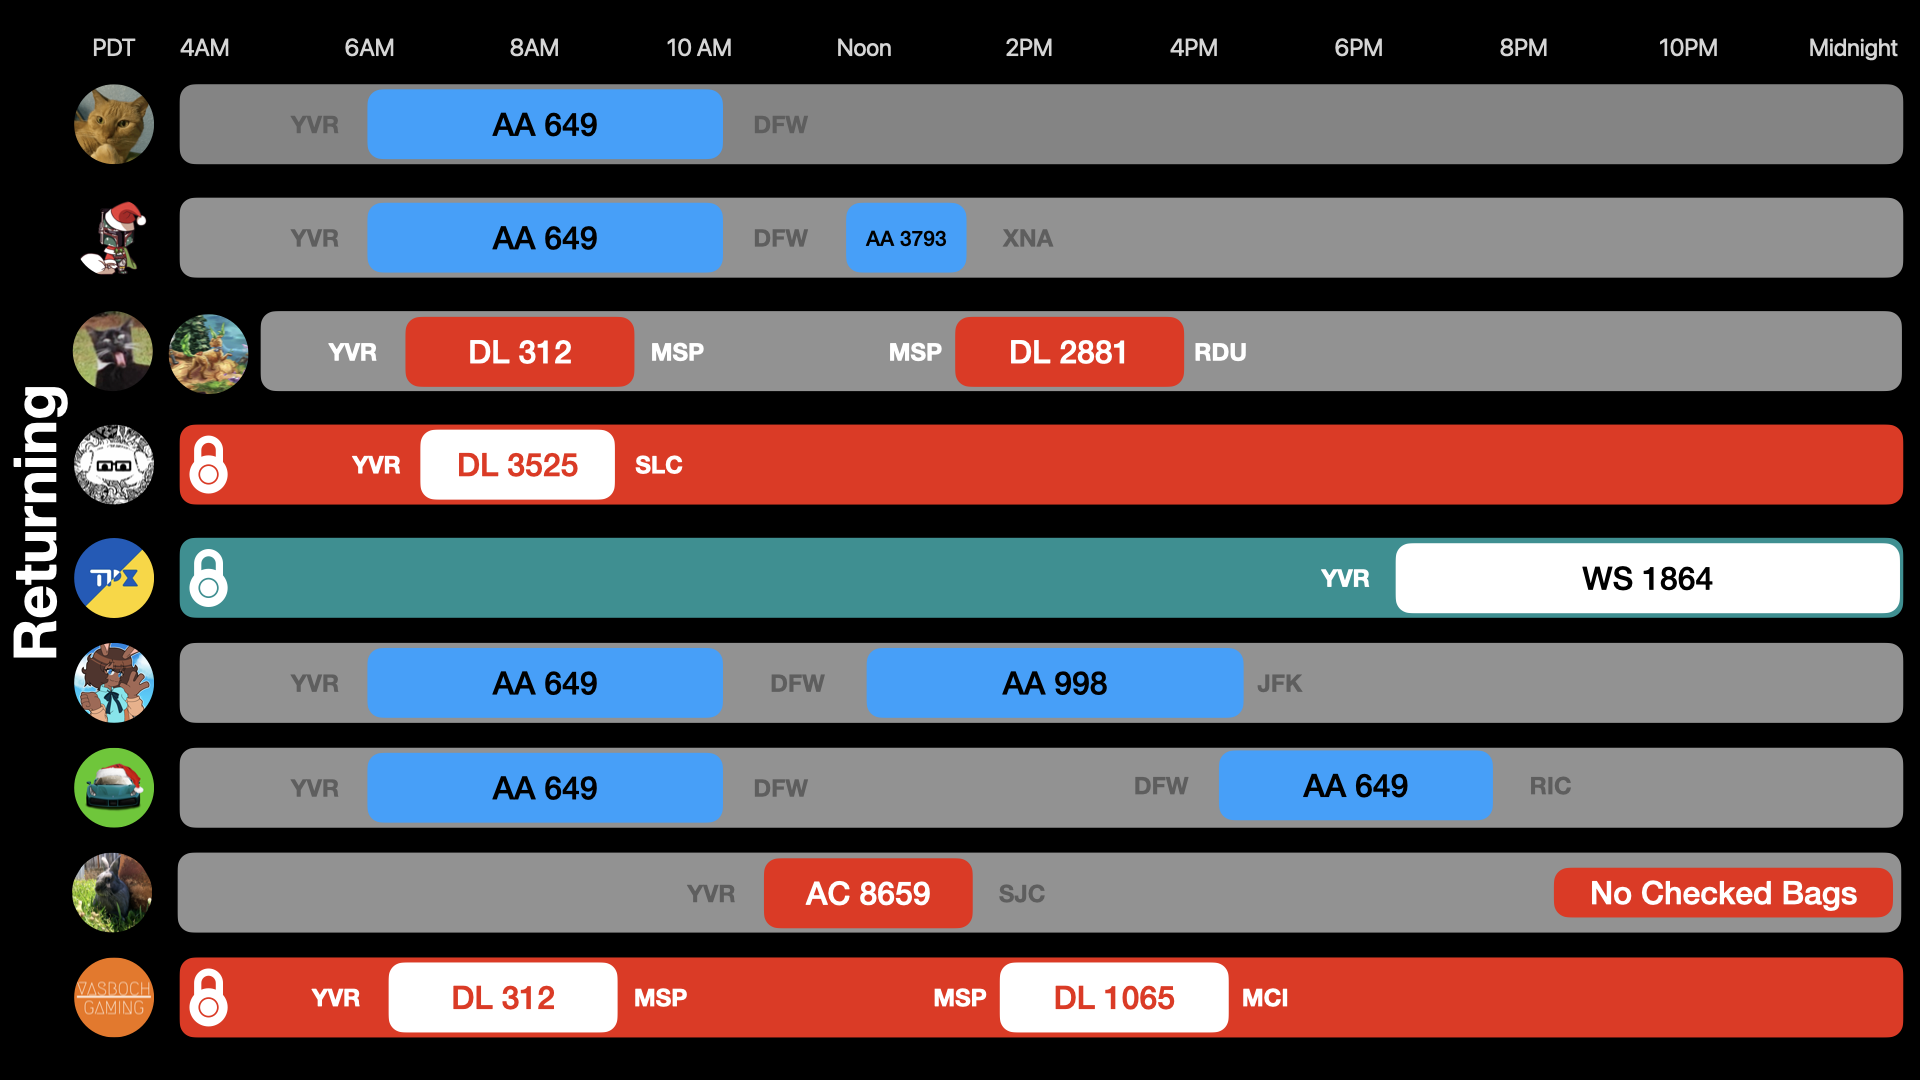 PDT 4AM 6AM 8AM 10 AM Noon 2PM 4PM 6PM 8PM 10PM Midnight
Returning
YVR AA 649 DFW
YVR AA 649 DFW AA 3793 XNA
YVR DL 312 MSP MSP DL 2881 RDU
YVR DL 3525 SLC
TPX YVR WS 1864
YVR AA 649 DFW AA 998 JFK
YVR AA 649 DFW DFW AA 649 RIC
YVR AC 8659 SJC No Checked Bags
VASBOCH
GAMING
YVR DL 312 MSP MSP DL 1065 MCI